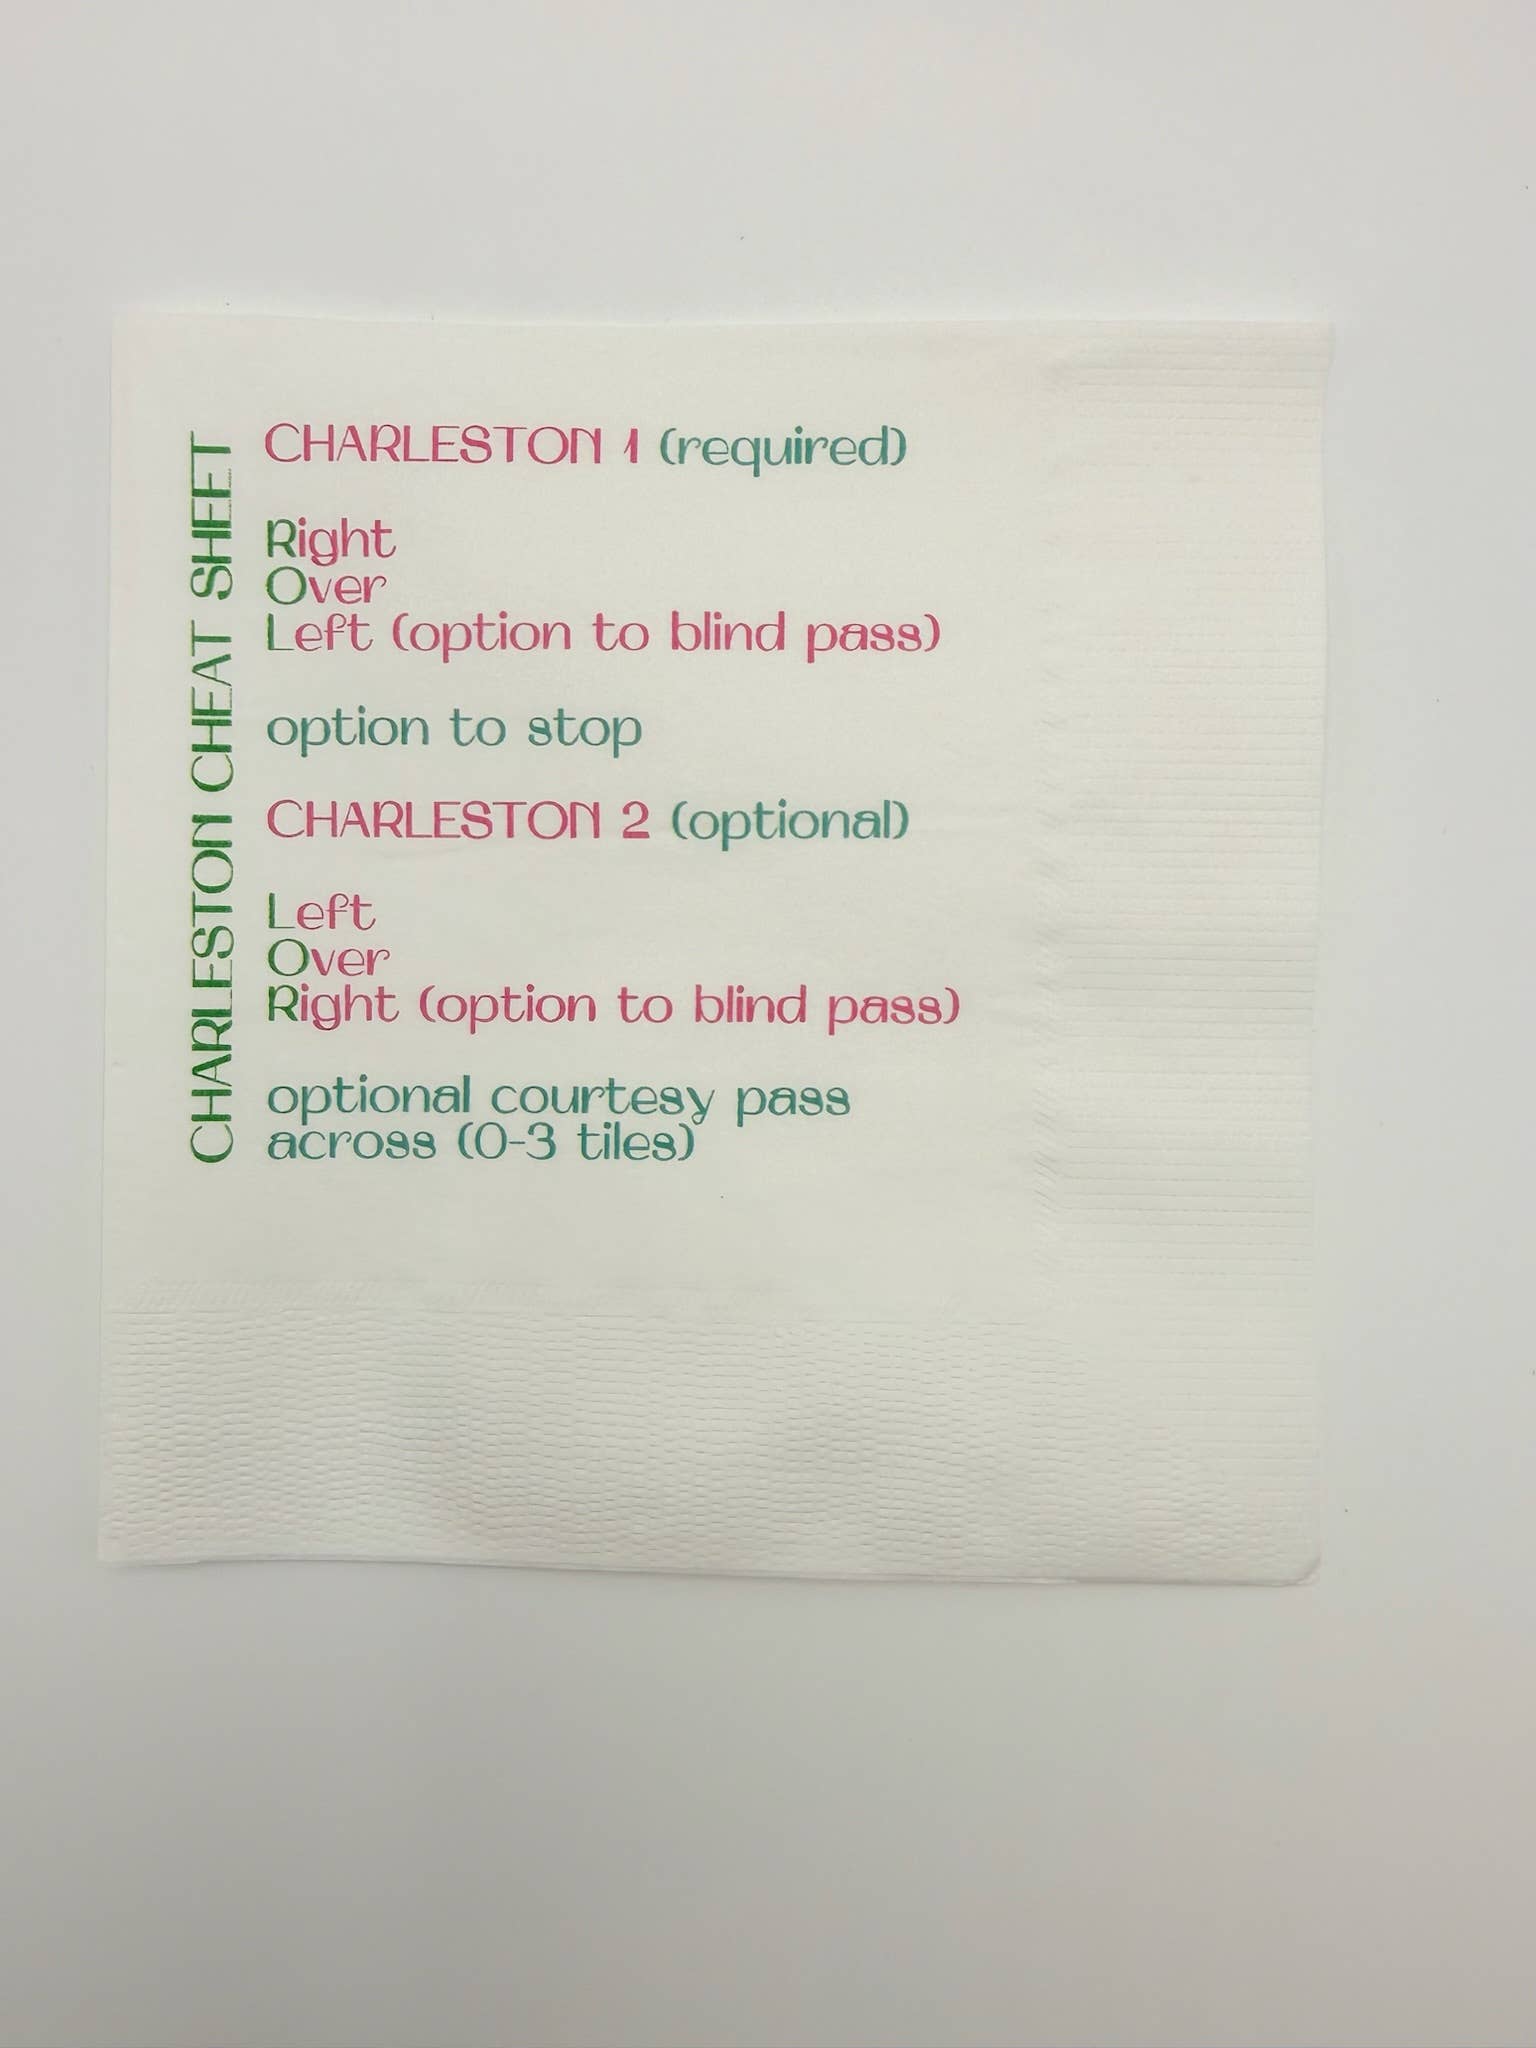 CHARLESTON CHEAT SHEET
CHARLESTON 1 (required)
Right
Over
Left (option to blind pass)
option to stop
CHARLESTON 2 (optional)
Left
Over
Right (option to blind pass)
optional courtesy pass
across (0-3 tiles)